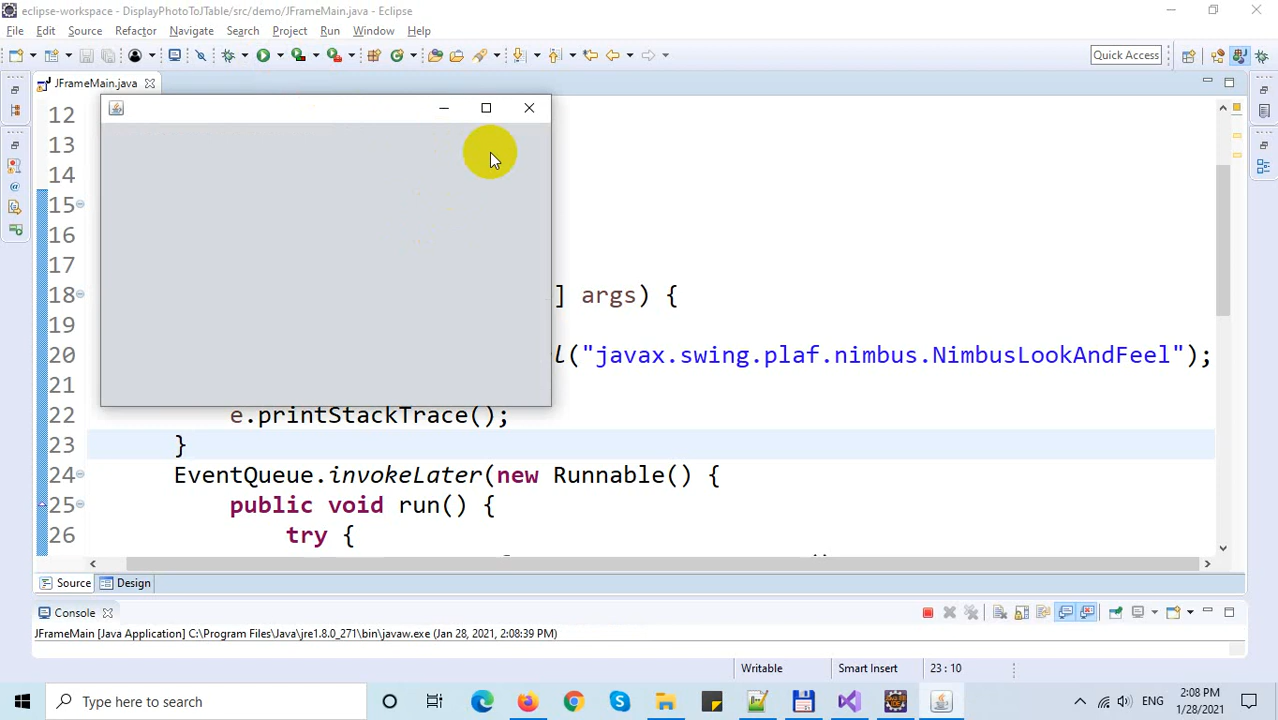 eclipse-workspace - DisplayPhotoToJTable/src/demo/JFrameMain.java - Eclipse
File Edit Source Refactor Navigate Search Project Run Window Help
Quick Access
JFrameMain.java
12
13
14
15
16
17
18 ] args) {
19
20 l("javax.swing.plaf.nimbus.NimbusLookAndFeel");
21
22 e.printStackTrace();
23 }
24 EventQueue.invokeLater(new Runnable() {
25 public void run() {
26 try {
Source Design
Console
JFrameMain [Java Application] C:\Program Files\Java\jre1.8.0_271\bin\javaw.exe (Jan 28, 2021, 2:08:39 PM)
Writable Smart Insert 23 : 10
Type here to search
ENG
2:08 PM
1/28/2021